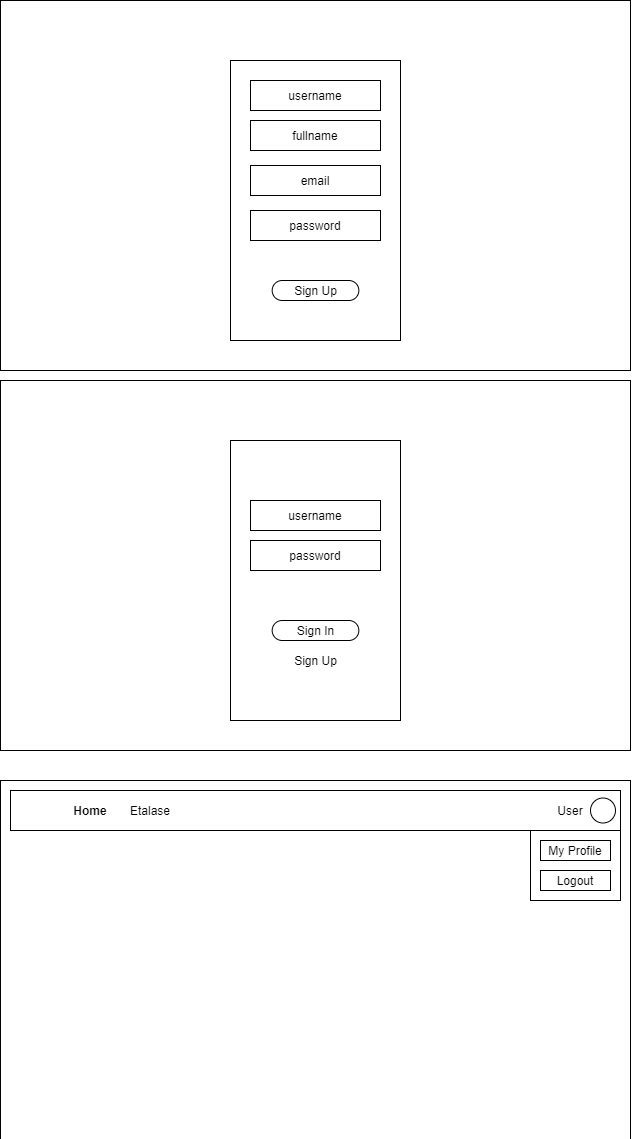 username
fullname
email
password
Sign Up
username
password
Sign In
Sign Up
Home Etalase User
My Profile
Logout